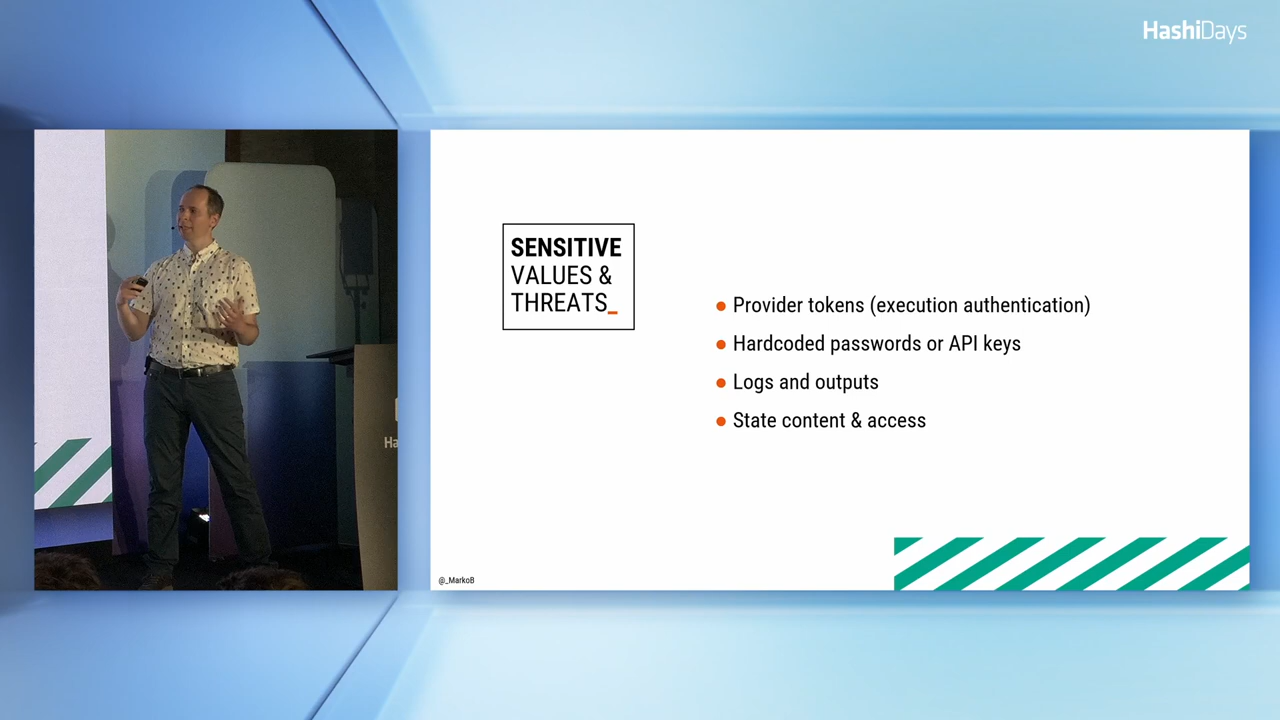 HashiDays
SENSITIVE
VALUES &
THREATS_
● Provider tokens (execution authentication)
● Hardcoded passwords or API keys
● Logs and outputs
● State content & access
Ha
@_MarkoB